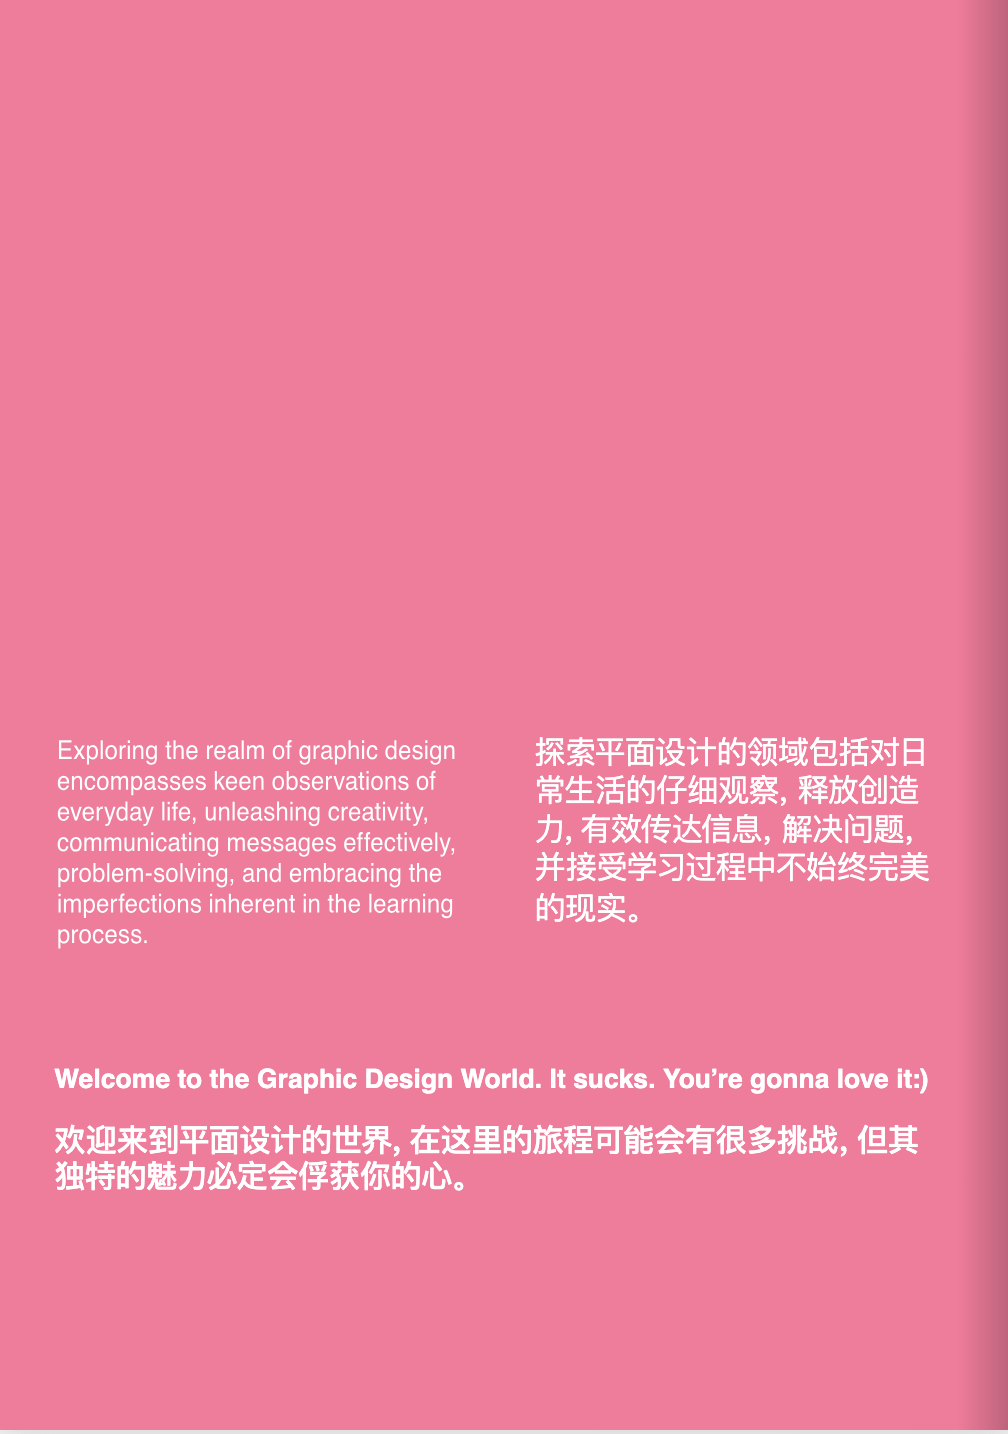 Exploring the realm of graphic design
encompasses keen observations of
everyday life, unleashing creativity,
communicating messages effectively,
problem-solving, and embracing the
imperfections inherent in the learning
process.
探索平面设计的领域包括对日
常生活的仔细观察, 释放创造
力, 有效传达信息, 解决问题,
并接受学习过程中不始终完美
的现实。
Welcome to the Graphic Design World. It sucks. You’re gonna love it:)
欢迎来到平面设计的世界, 在这里的旅程可能会有很多挑战, 但其
独特的魅力必定会俘获你的心。